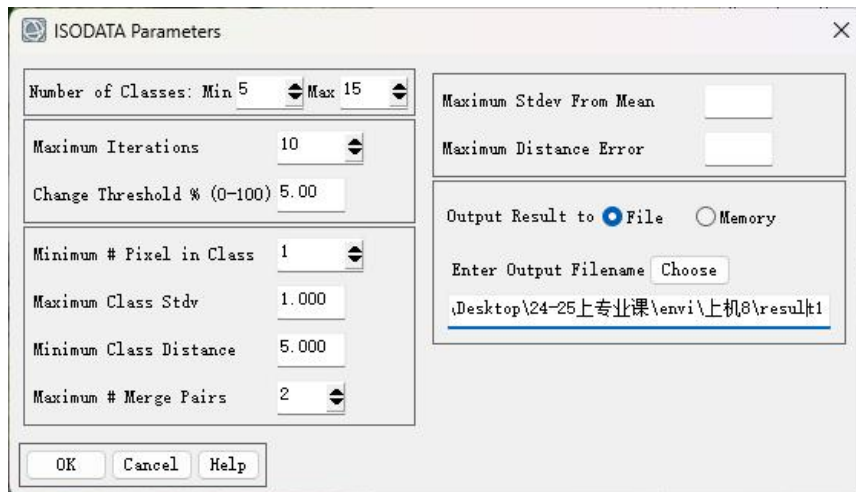 ISODATA Parameters
Number of Classes: Min 5 Max 15
Maximum Iterations 10
Change Threshold % (0-100) 5.00
Minimum # Pixel in Class 1
Maximum Class Stdv 1.000
Minimum Class Distance 5.000
Maximum # Merge Pairs 2
OK Cancel Help
Maximum Stdev From Mean
Maximum Distance Error
Output Result to File Memory
Enter Output Filename Choose
\Desktop\24-25上专业课\envi\上机8\result1